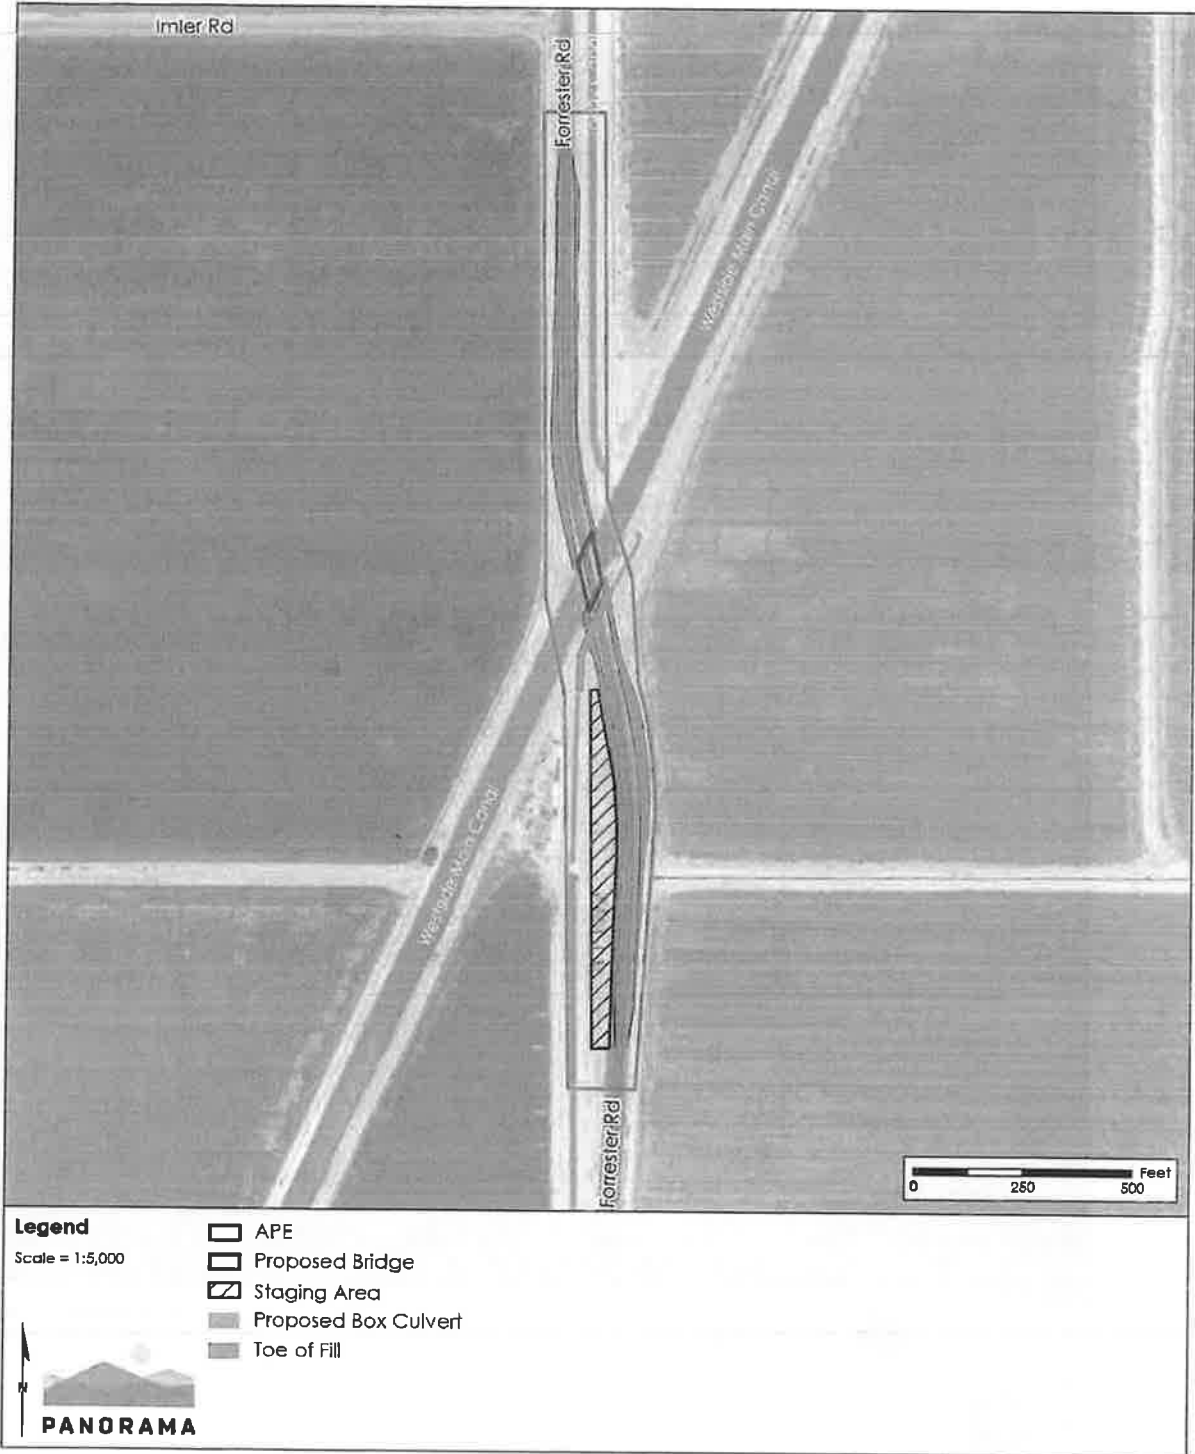 Imler Rd
Forrester Rd
Westside Main Canal
Westside Main Canal
Forrester Rd
Feet
0 250 500
Legend
Scale = 1:5,000
APE
Proposed Bridge
Staging Area
Proposed Box Culvert
Toe of Fill
N
PANORAMA